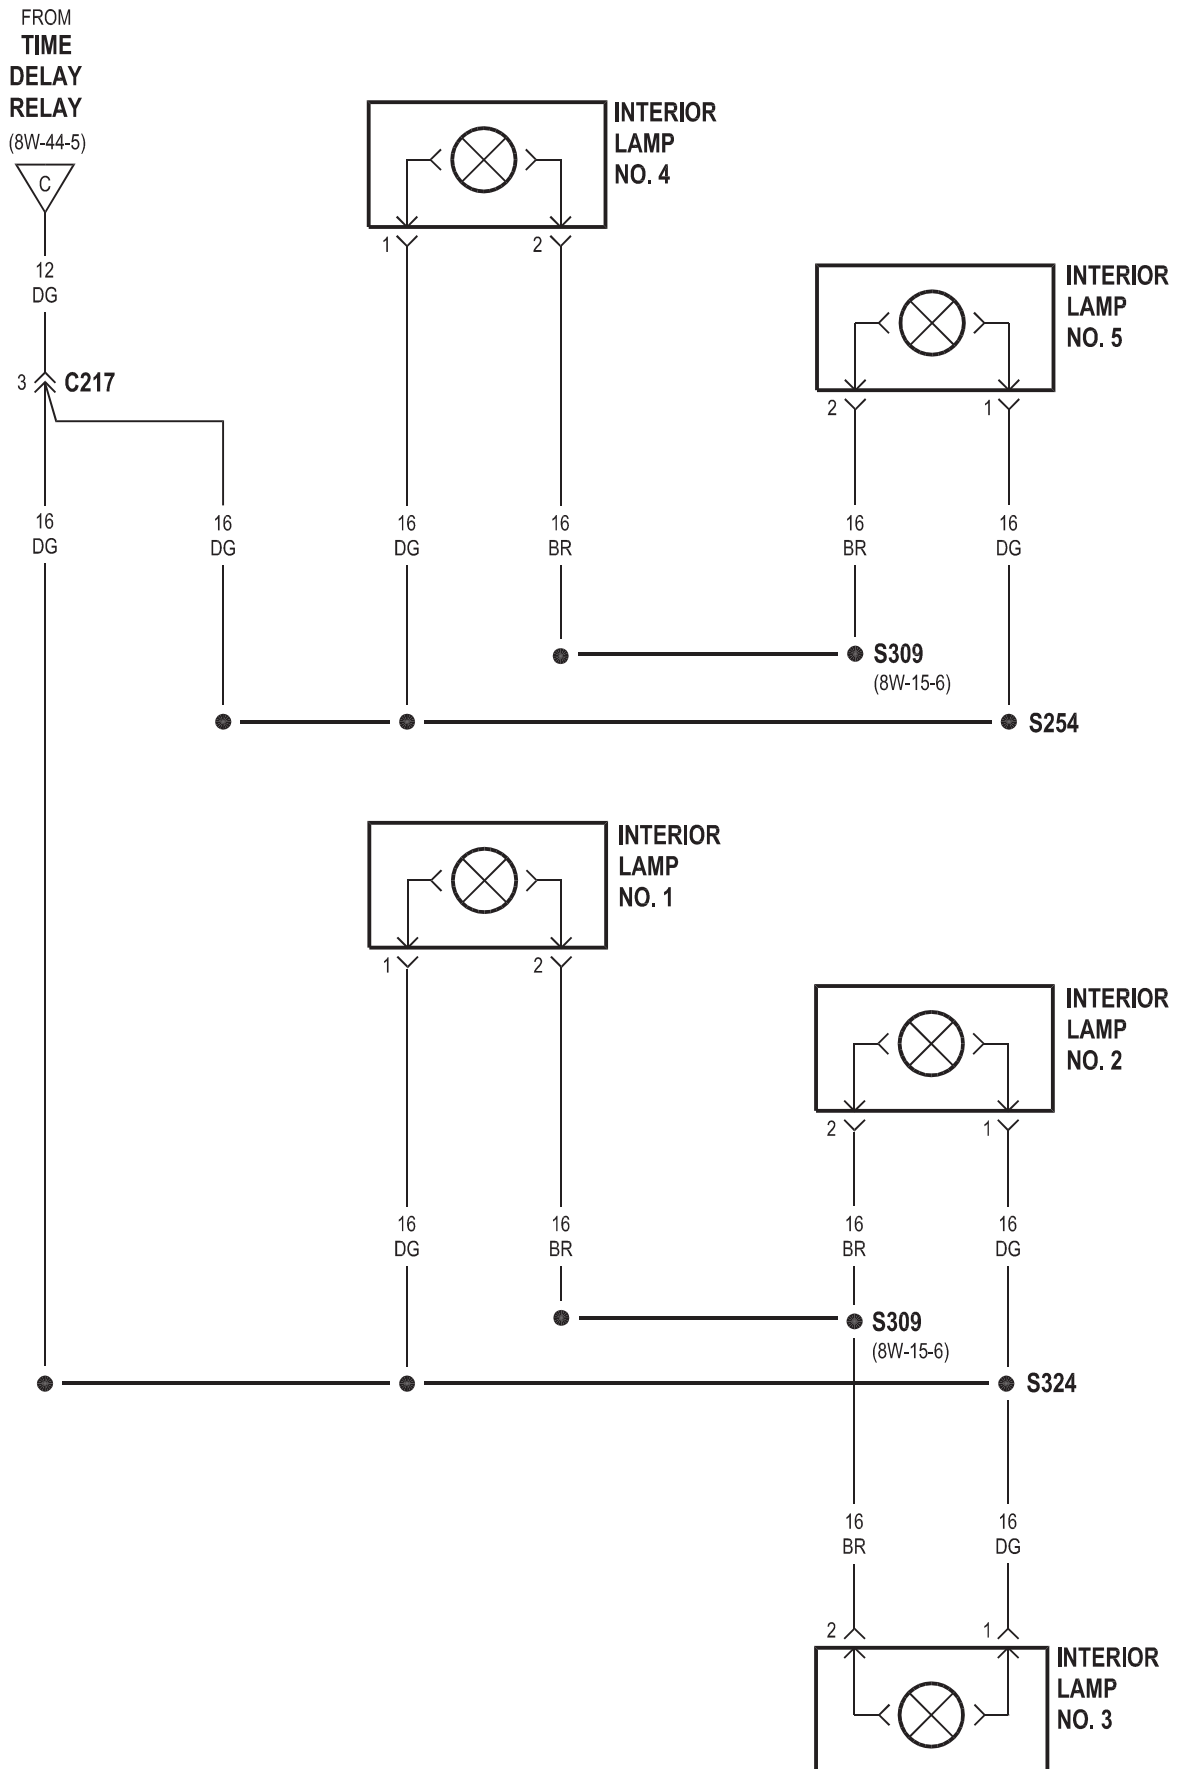 FROM
TIME
DELAY
RELAY
(8W-44-5)
C
12
DG
3
C217
16
DG
16
DG
INTERIOR
LAMP
NO. 4
1
2
16
DG
16
BR
INTERIOR
LAMP
NO. 5
2
1
16
BR
16
DG
S309
(8W-15-6)
S254
INTERIOR
LAMP
NO. 1
1
2
16
DG
16
BR
INTERIOR
LAMP
NO. 2
2
1
16
BR
16
DG
S309
(8W-15-6)
S324
16
BR
16
DG
2
1
INTERIOR
LAMP
NO. 3